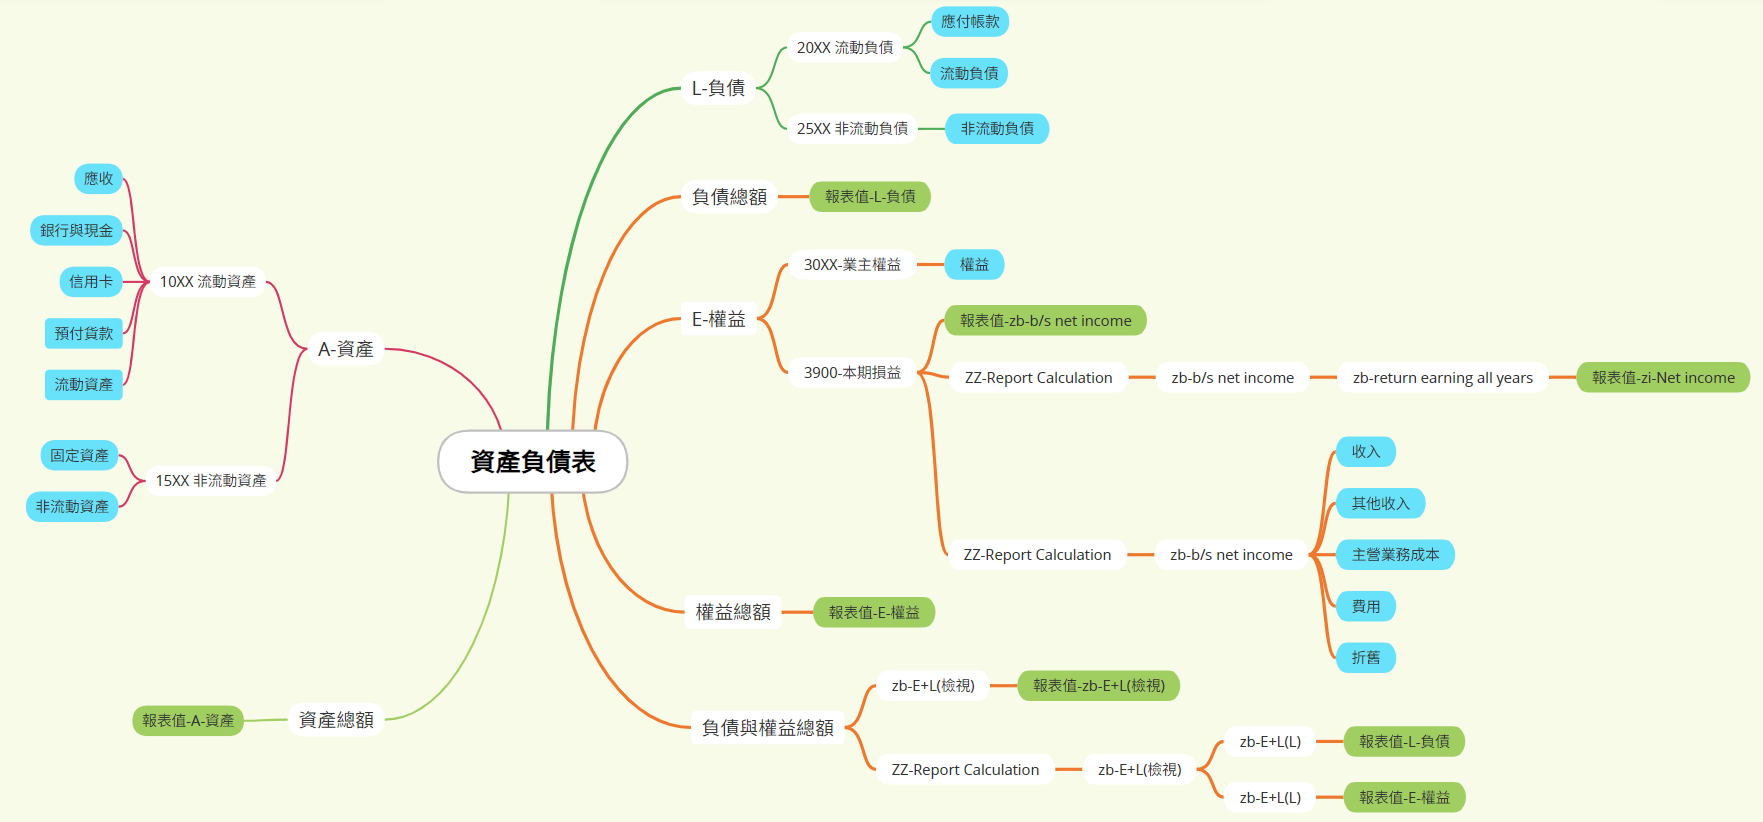 資產負債表
L-負債
20XX 流動負債
應付帳款
流動負債
25XX 非流動負債
非流動負債
負債總額
報表值-L-負債
E-權益
30XX-業主權益
權益
3900-本期損益
報表值-zb-b/s net income
ZZ-Report Calculation
zb-b/s net income
zb-return earning all years
報表值-zi-Net income
ZZ-Report Calculation
zb-b/s net income
收入
其他收入
主營業務成本
費用
折舊
權益總額
報表值-E-權益
負債與權益總額
zb-E+L(檢視)
報表值-zb-E+L(檢視)
ZZ-Report Calculation
zb-E+L(檢視)
zb-E+L(L)
報表值-L-負債
zb-E+L(L)
報表值-E-權益
A-資產
10XX 流動資產
應收
銀行與現金
信用卡
預付貨款
流動資產
15XX 非流動資產
固定資產
非流動資產
資產總額
報表值-A-資產